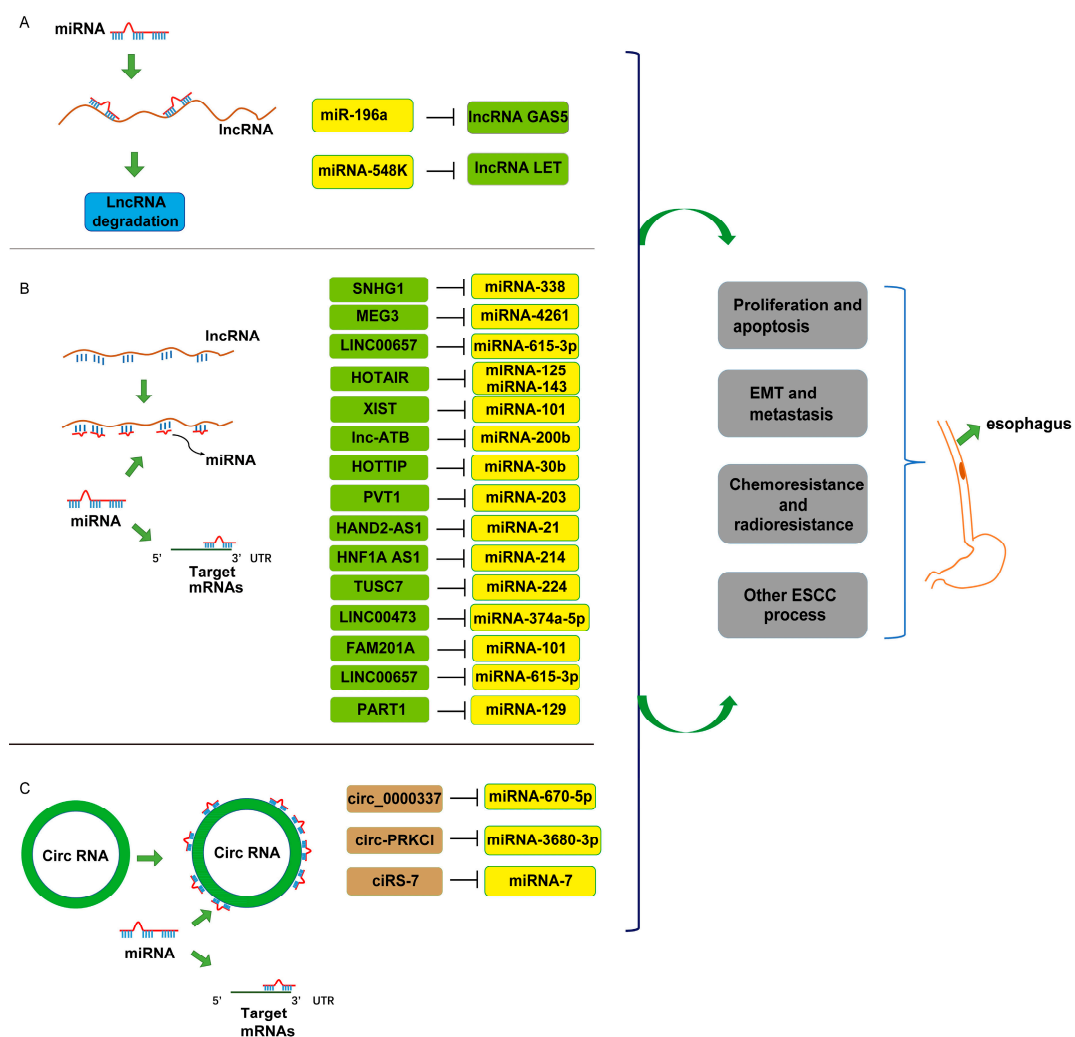 A
miRNA
lncRNA
LncRNA
degradation
miR-196a
lncRNA GAS5
miRNA-548K
lncRNA LET
B
lncRNA
miRNA
miRNA
5’
3’
UTR
Target
mRNAs
SNHG1
miRNA-338
MEG3
miRNA-4261
LINC00657
miRNA-615-3p
HOTAIR
miRNA-125
miRNA-143
XIST
miRNA-101
lnc-ATB
miRNA-200b
HOTTIP
miRNA-30b
PVT1
miRNA-203
HAND2-AS1
miRNA-21
HNF1A AS1
miRNA-214
TUSC7
miRNA-224
LINC00473
miRNA-374a-5p
FAM201A
miRNA-101
LINC00657
miRNA-615-3p
PART1
miRNA-129
C
Circ RNA
Circ RNA
miRNA
5’
3’
UTR
Target
mRNAs
circ_0000337
miRNA-670-5p
circ-PRKCI
miRNA-3680-3p
ciRS-7
miRNA-7
Proliferation and
apoptosis
EMT and
metastasis
Chemoresistance
and
radioresistance
Other ESCC
process
esophagus